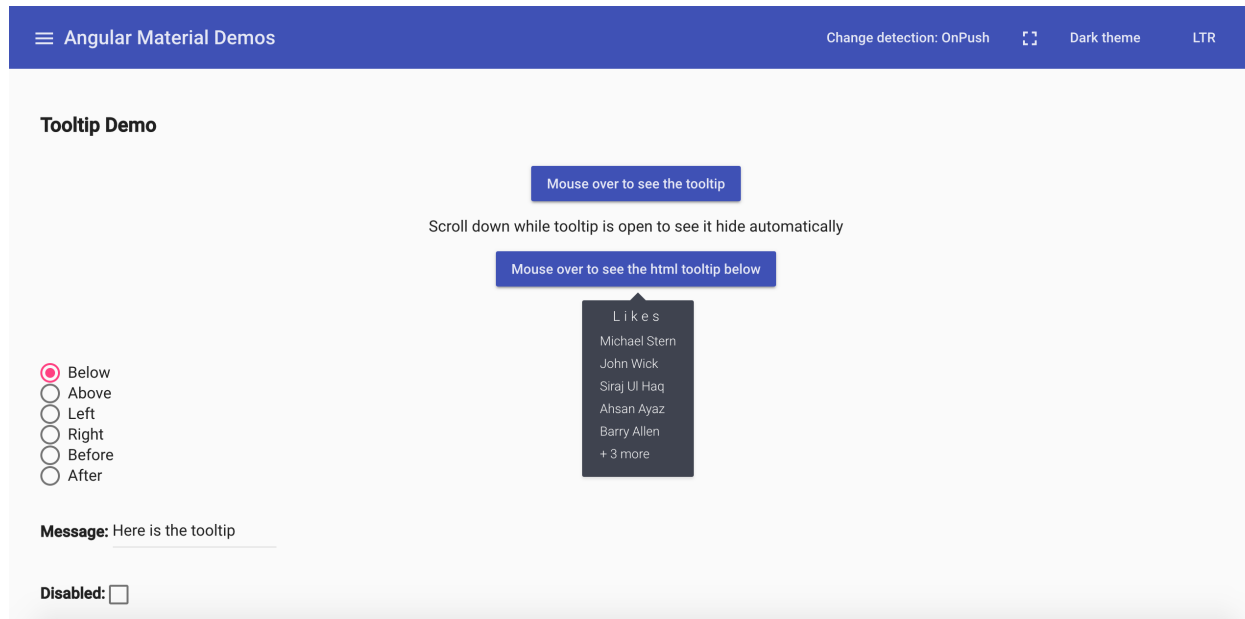 Angular Material Demos
Change detection: OnPush
Dark theme
LTR
Tooltip Demo
Mouse over to see the tooltip
Scroll down while tooltip is open to see it hide automatically
Mouse over to see the html tooltip below
Likes
Michael Stern
John Wick
Siraj Ul Haq
Ahsan Ayaz
Barry Allen
+ 3 more
Below
Above
Left
Right
Before
After
Message: Here is the tooltip
Disabled: